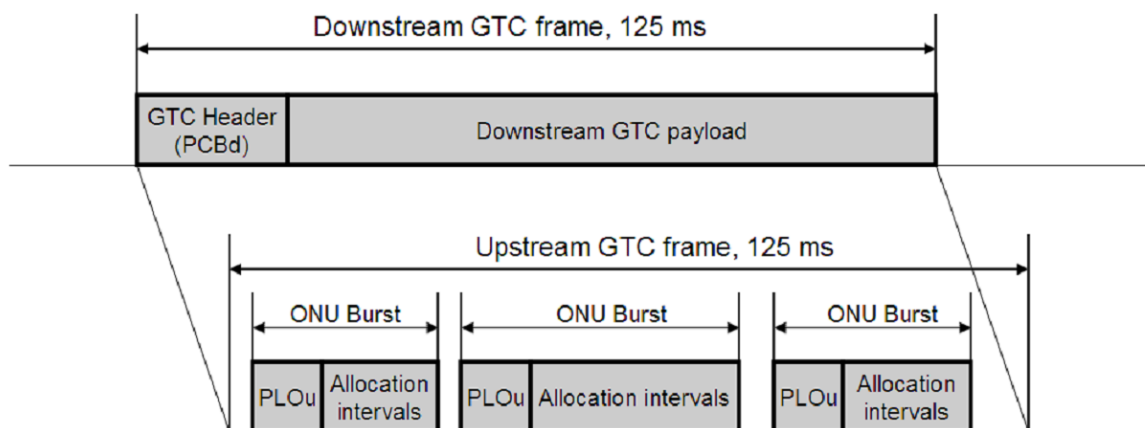 Downstream GTC frame, 125 ms
GTC Header
(PCBd)
Downstream GTC payload
Upstream GTC frame, 125 ms
ONU Burst
ONU Burst
ONU Burst
PLOu
Allocation
intervals
PLOu
Allocation intervals
PLOu
Allocation
intervals